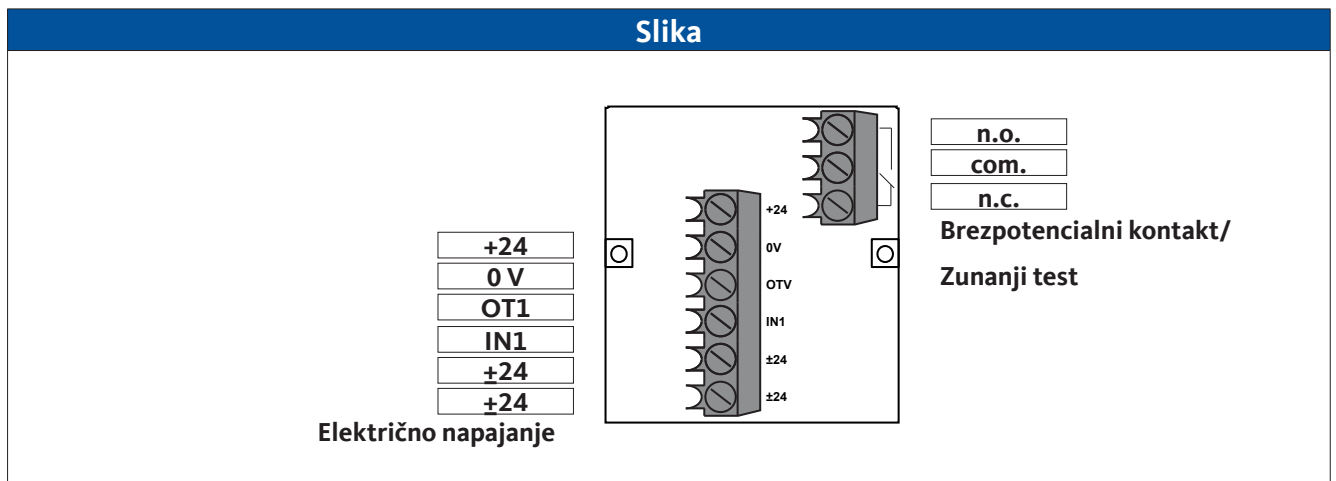 Slika
+24
0 V
OT1
IN1
±24
±24
Električno napajanje
+24
0V
OTV
IN1
±24
±24
n.o.
com.
n.c.
Brezpotencialni kontakt/
Zunanji test